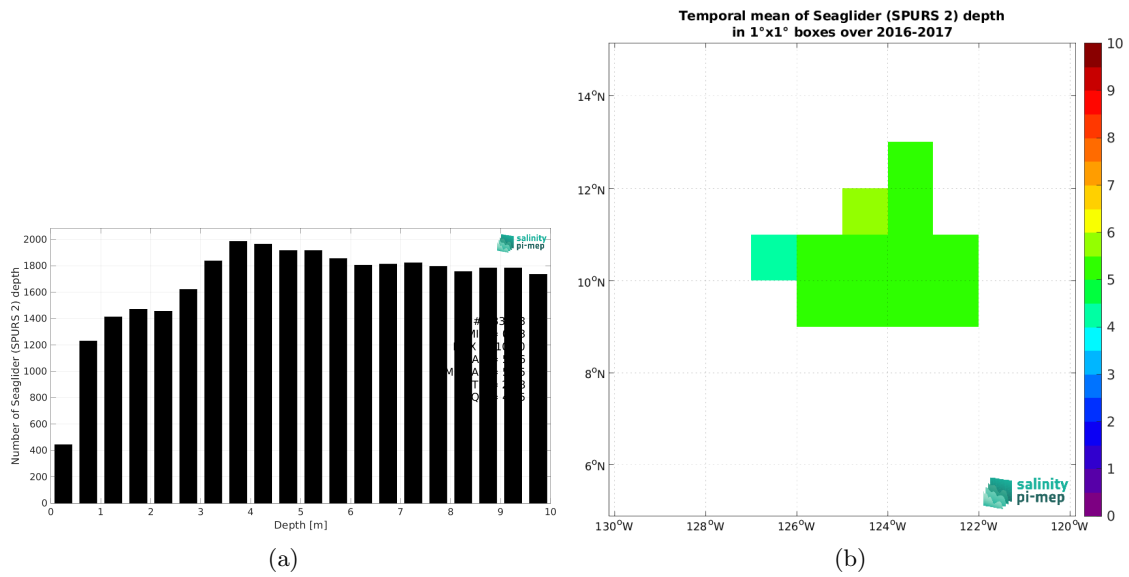 Number of Seaglider (SPURS 2) depth
2000
1800
1600
1400
1200
1000
800
600
400
200
0
0 1 2 3 4 5 6 7 8 9 10
Depth [m]
salinity
pi-mep
(a)
Temporal mean of Seaglider (SPURS 2) depth
in 1°x1° boxes over 2016-2017
14°N
12°N
10°N
8°N
6°N
130°W 128°W 126°W 124°W 122°W 120°W
salinity
pi-mep
10
9
8
7
6
5
4
3
2
1
0
(b)